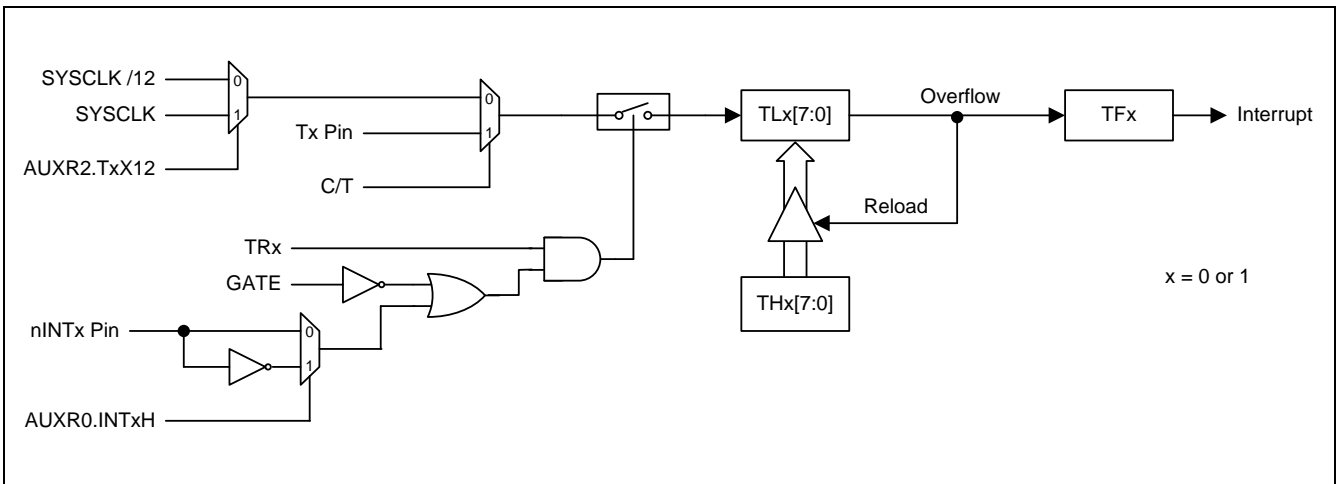 SYSCLK /12
0
SYSCLK
1
AUXR2.TxX12
0
Tx Pin
1
C/T
TLx[7:0]
Overflow
TFx
Interrupt
Reload
TRx
GATE
THx[7:0]
x = 0 or 1
nINTx Pin
0
1
AUXR0.INTxH